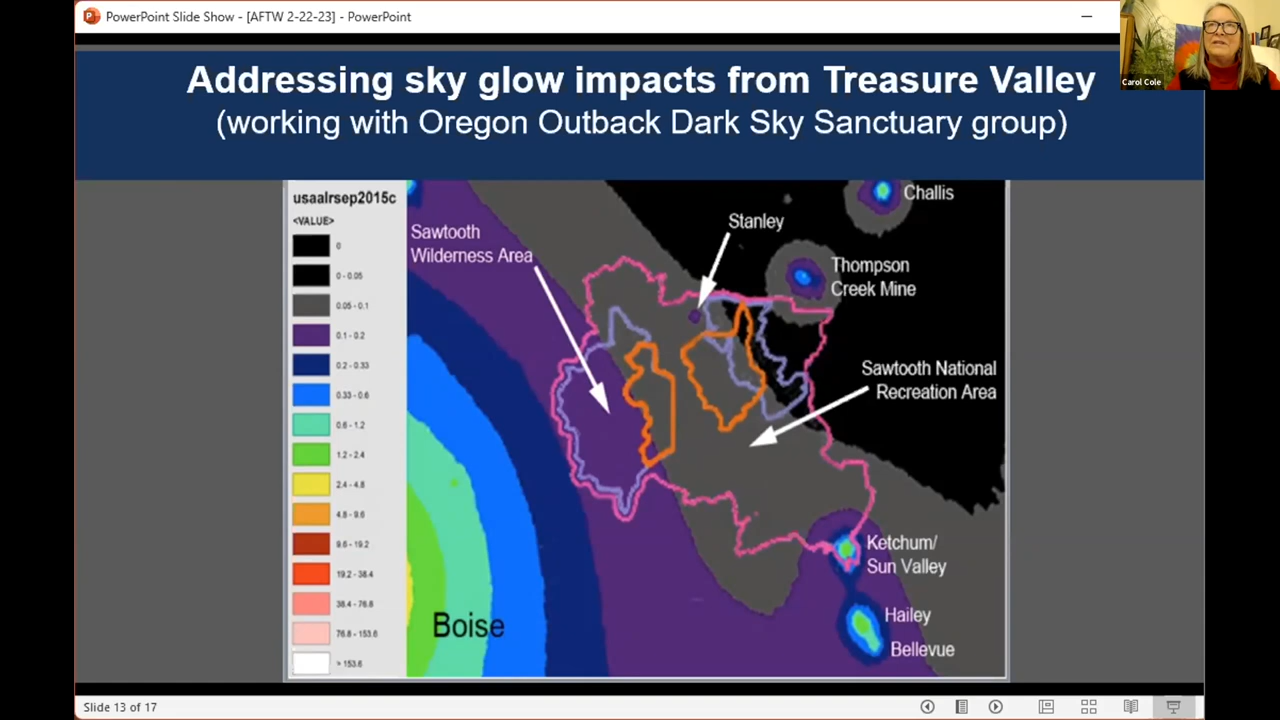 PowerPoint Slide Show - [AFTW 2-22-23] - PowerPoint
Carol Cole
Addressing sky glow impacts from Treasure Valley
(working with Oregon Outback Dark Sky Sanctuary group)
usaalrsep2015c
<VALUE>
0
0 - 0.05
0.05 - 0.1
0.1 - 0.2
0.2 - 0.33
0.33 - 0.6
0.6 - 1.2
1.2 - 2.4
2.4 - 4.8
4.8 - 9.6
9.6 - 19.2
19.2 - 38.4
38.4 - 76.8
76.8 - 153.6
> 153.6
Sawtooth
Wilderness Area
Stanley
Challis
Thompson
Creek Mine
Sawtooth National
Recreation Area
Ketchum/
Sun Valley
Hailey
Bellevue
Boise
Slide 13 of 17